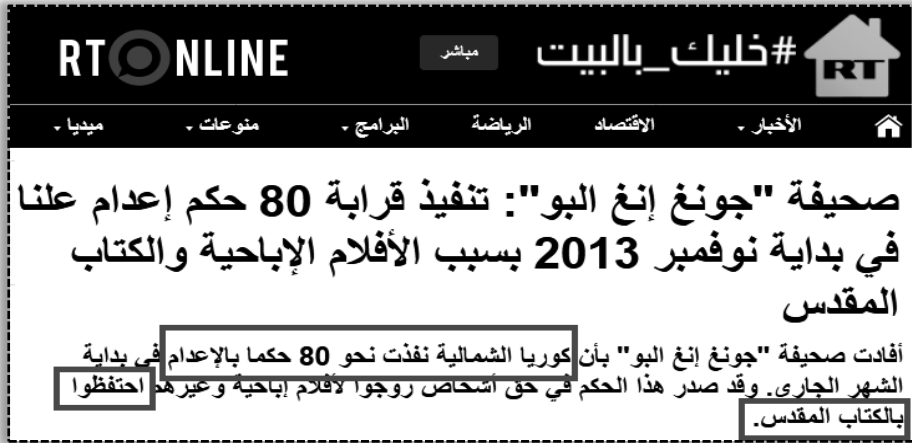 #خليك_بالبيت
RT
مباشر
RT ONLINE
الأخبار
الاقتصاد
الرياضة
البرامج
منوعات
ميديا
صحيفة "جونغ إنغ البو": تنفيذ قرابة 80 حكم إعدام علنا
في بداية نوفمبر 2013 بسبب الأفلام الإباحية والكتاب
المقدس
أفادت صحيفة "جونغ إنغ البو" بأن كوريا الشمالية نفذت نحو 80 حكما بالإعدام في بداية
الشهر الجاري. وقد صدر هذا الحكم في حق أشخاص روجوا لأفلام إباحية وغيرهم احتفظوا
بالكتاب المقدس.